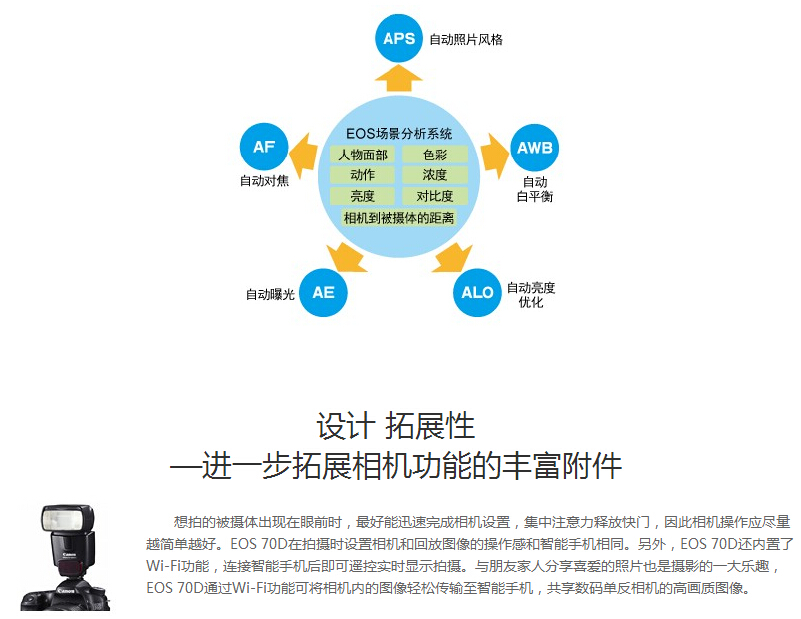 APS 自动照片风格
EOS场景分析系统
人物面部 色彩
动作 浓度
亮度 对比度
相机到被摄体的距离
AF
自动对焦
AWB
自动
白平衡
自动曝光 AE
ALO 自动亮度
优化
设计 拓展性
—进一步拓展相机功能的丰富附件
想拍的被摄体出现在眼前时，最好能迅速完成相机设置，集中注意力释放快门，因此相机操作应尽量
越简单越好。EOS 70D在拍摄时设置相机和回放图像的操作感和智能手机相同。另外，EOS 70D还内置了
Wi-Fi功能，连接智能手机后即可遥控实时显示拍摄。与朋友家人分享喜爱的照片也是摄影的一大乐趣，
EOS 70D通过Wi-Fi功能可将相机内的图像轻松传输至智能手机，共享数码单反相机的高画质图像。
Canon
Canon